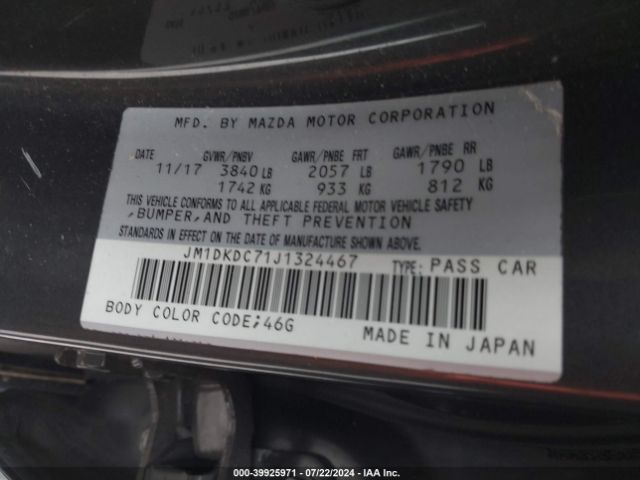 MFD. BY MAZDA MOTOR CORPORATION
DATE GVWR/PNBV GAWR/PNBE FRT GAWR/PNBE RR
11/17 3840 LB 2057 LB 1790 LB
1742 KG 933 KG 812 KG
THIS VEHICLE CONFORMS TO ALL APPLICABLE FEDERAL MOTOR VEHICLE SAFETY
,BUMPER,AND THEFT PREVENTION
STANDARDS IN EFFECT ON THE DATE OF MANUFACTURE SHOWN ABOVE.
JM1DKDC71J1324467 TYPE: PASS CAR
BODY COLOR CODE;46G
MADE IN JAPAN
000-39925971 - 07/22/2024 - IAA Inc.